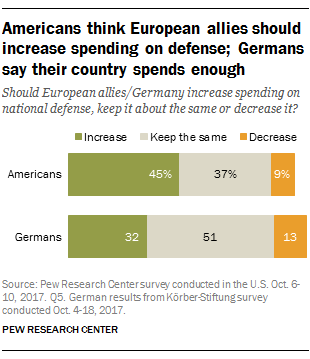 Americans think European allies should
increase spending on defense; Germans
say their country spends enough
Should European allies/Germany increase spending on
national defense, keep it about the same or decrease it?
Increase Keep the same Decrease
Americans 45% 37% 9%
Germans 32 51 13
Source: Pew Research Center survey conducted in the U.S. Oct. 6-
10, 2017. Q5. German results from Körber-Stiftung survey
conducted Oct. 4-18, 2017.
PEW RESEARCH CENTER